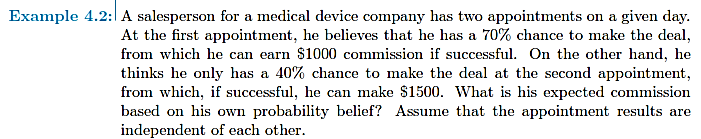 Example 4.2: A salesperson for a medical device company has two appointments on a given day.
At the first appointment, he believes that he has a 70% chance to make the deal,
from which he can earn $1000 commission if successful. On the other hand, he
thinks he only has a 40% chance to make the deal at the second appointment,
from which, if successful, he can make $1500. What is his expected commission
based on his own probability belief? Assume that the appointment results are
independent of each other.